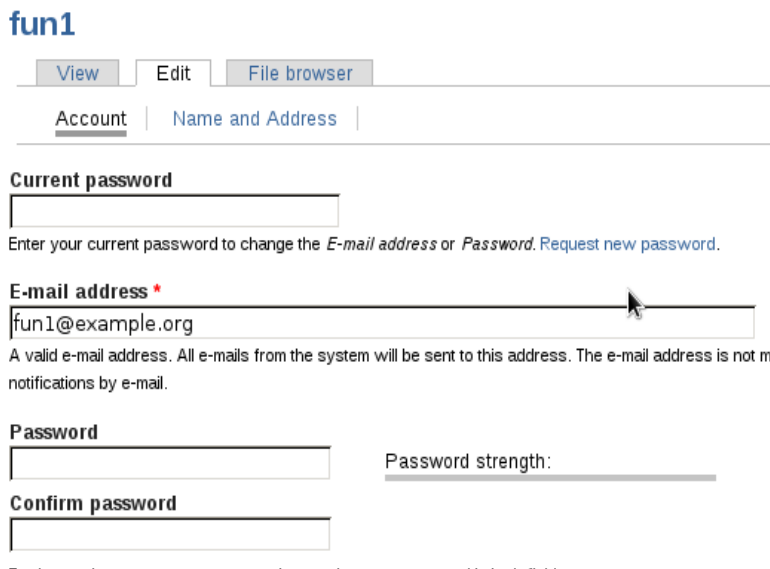 fun1
View Edit File browser
Account Name and Address
Current password
Enter your current password to change the E-mail address or Password. Request new password.
E-mail address *
fun1@example.org
A valid e-mail address. All e-mails from the system will be sent to this address. The e-mail address is not m
notifications by e-mail.
Password
Password strength:
Confirm password